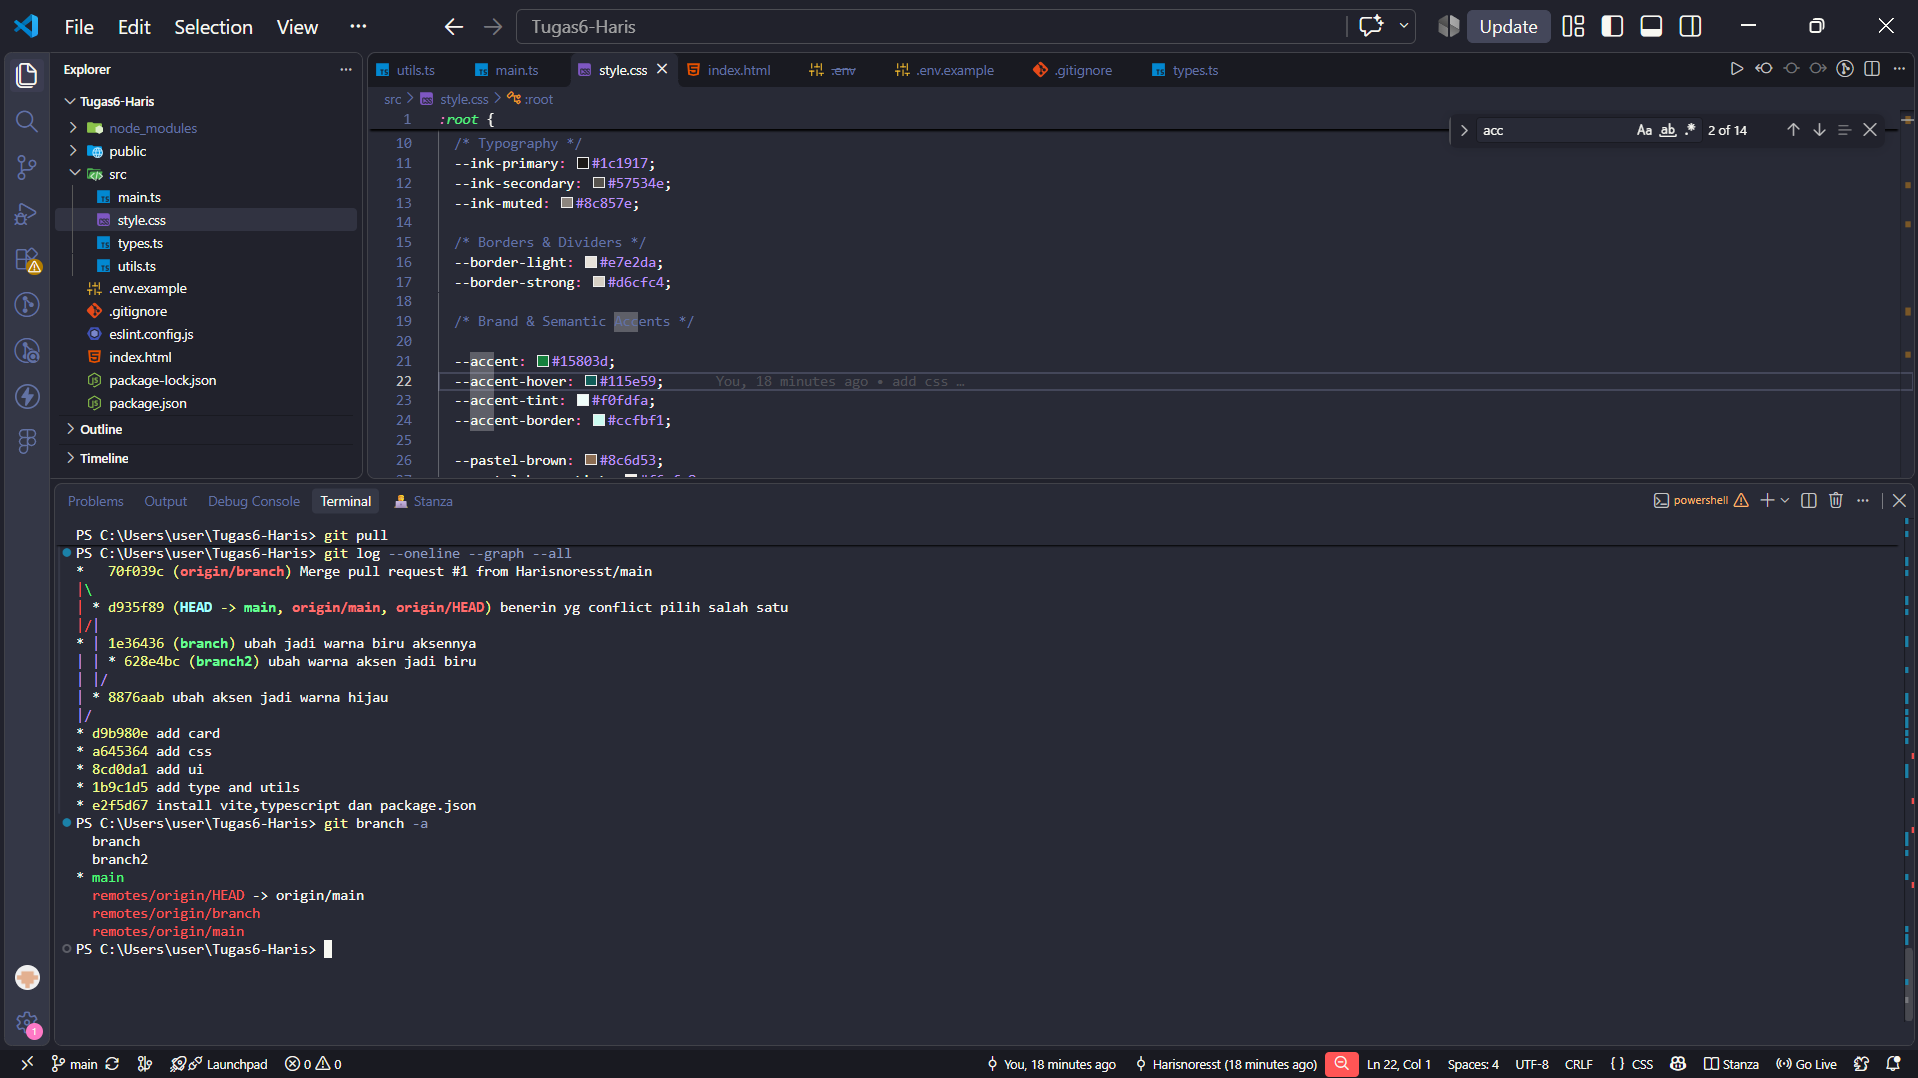 File Edit Selection View ··· Tugas6-Haris Update
Explorer ···
Tugas6-Haris
node_modules
public
src
main.ts
style.css
types.ts
utils.ts
.env.example
.gitignore
eslint.config.js
index.html
package-lock.json
package.json
Outline
Timeline
utils.ts main.ts style.css index.html .env .env.example .gitignore types.ts
src > style.css > :root
acc Aa ab .* 2 of 14
1 :root {
10 /* Typography */
11 --ink-primary: #1c1917;
12 --ink-secondary: #57534e;
13 --ink-muted: #8c857e;
14
15 /* Borders & Dividers */
16 --border-light: #e7e2da;
17 --border-strong: #d6cfc4;
18
19 /* Brand & Semantic Accents */
20
21 --accent: #15803d;
22 --accent-hover: #115e59; You, 18 minutes ago • add css …
23 --accent-tint: #f0fdfa;
24 --accent-border: #ccfbf1;
25
26 --pastel-brown: #8c6d53;
Problems Output Debug Console Terminal Stanza powershell
PS C:\Users\user\Tugas6-Haris> git pull
PS C:\Users\user\Tugas6-Haris> git log --oneline --graph --all
*   70f039c (origin/branch) Merge pull request #1 from Harisnoresst/main
|\
| * d935f89 (HEAD -> main, origin/main, origin/HEAD) benerin yg conflict pilih salah satu
|/|
* | 1e36436 (branch) ubah jadi warna biru aksennya
| | * 628e4bc (branch2) ubah warna aksen jadi biru
| |/
| * 8876aab ubah aksen jadi warna hijau
|/
* d9b980e add card
* a645364 add css
* 8cd0da1 add ui
* 1b9c1d5 add type and utils
* e2f5d67 install vite,typescript dan package.json
PS C:\Users\user\Tugas6-Haris> git branch -a
branch
branch2
* main
remotes/origin/HEAD -> origin/main
remotes/origin/branch
remotes/origin/main
PS C:\Users\user\Tugas6-Haris>
1
main Launchpad 0 0 You, 18 minutes ago Harisnoresst (18 minutes ago) Ln 22, Col 1 Spaces: 4 UTF-8 CRLF { } CSS Stanza Go Live